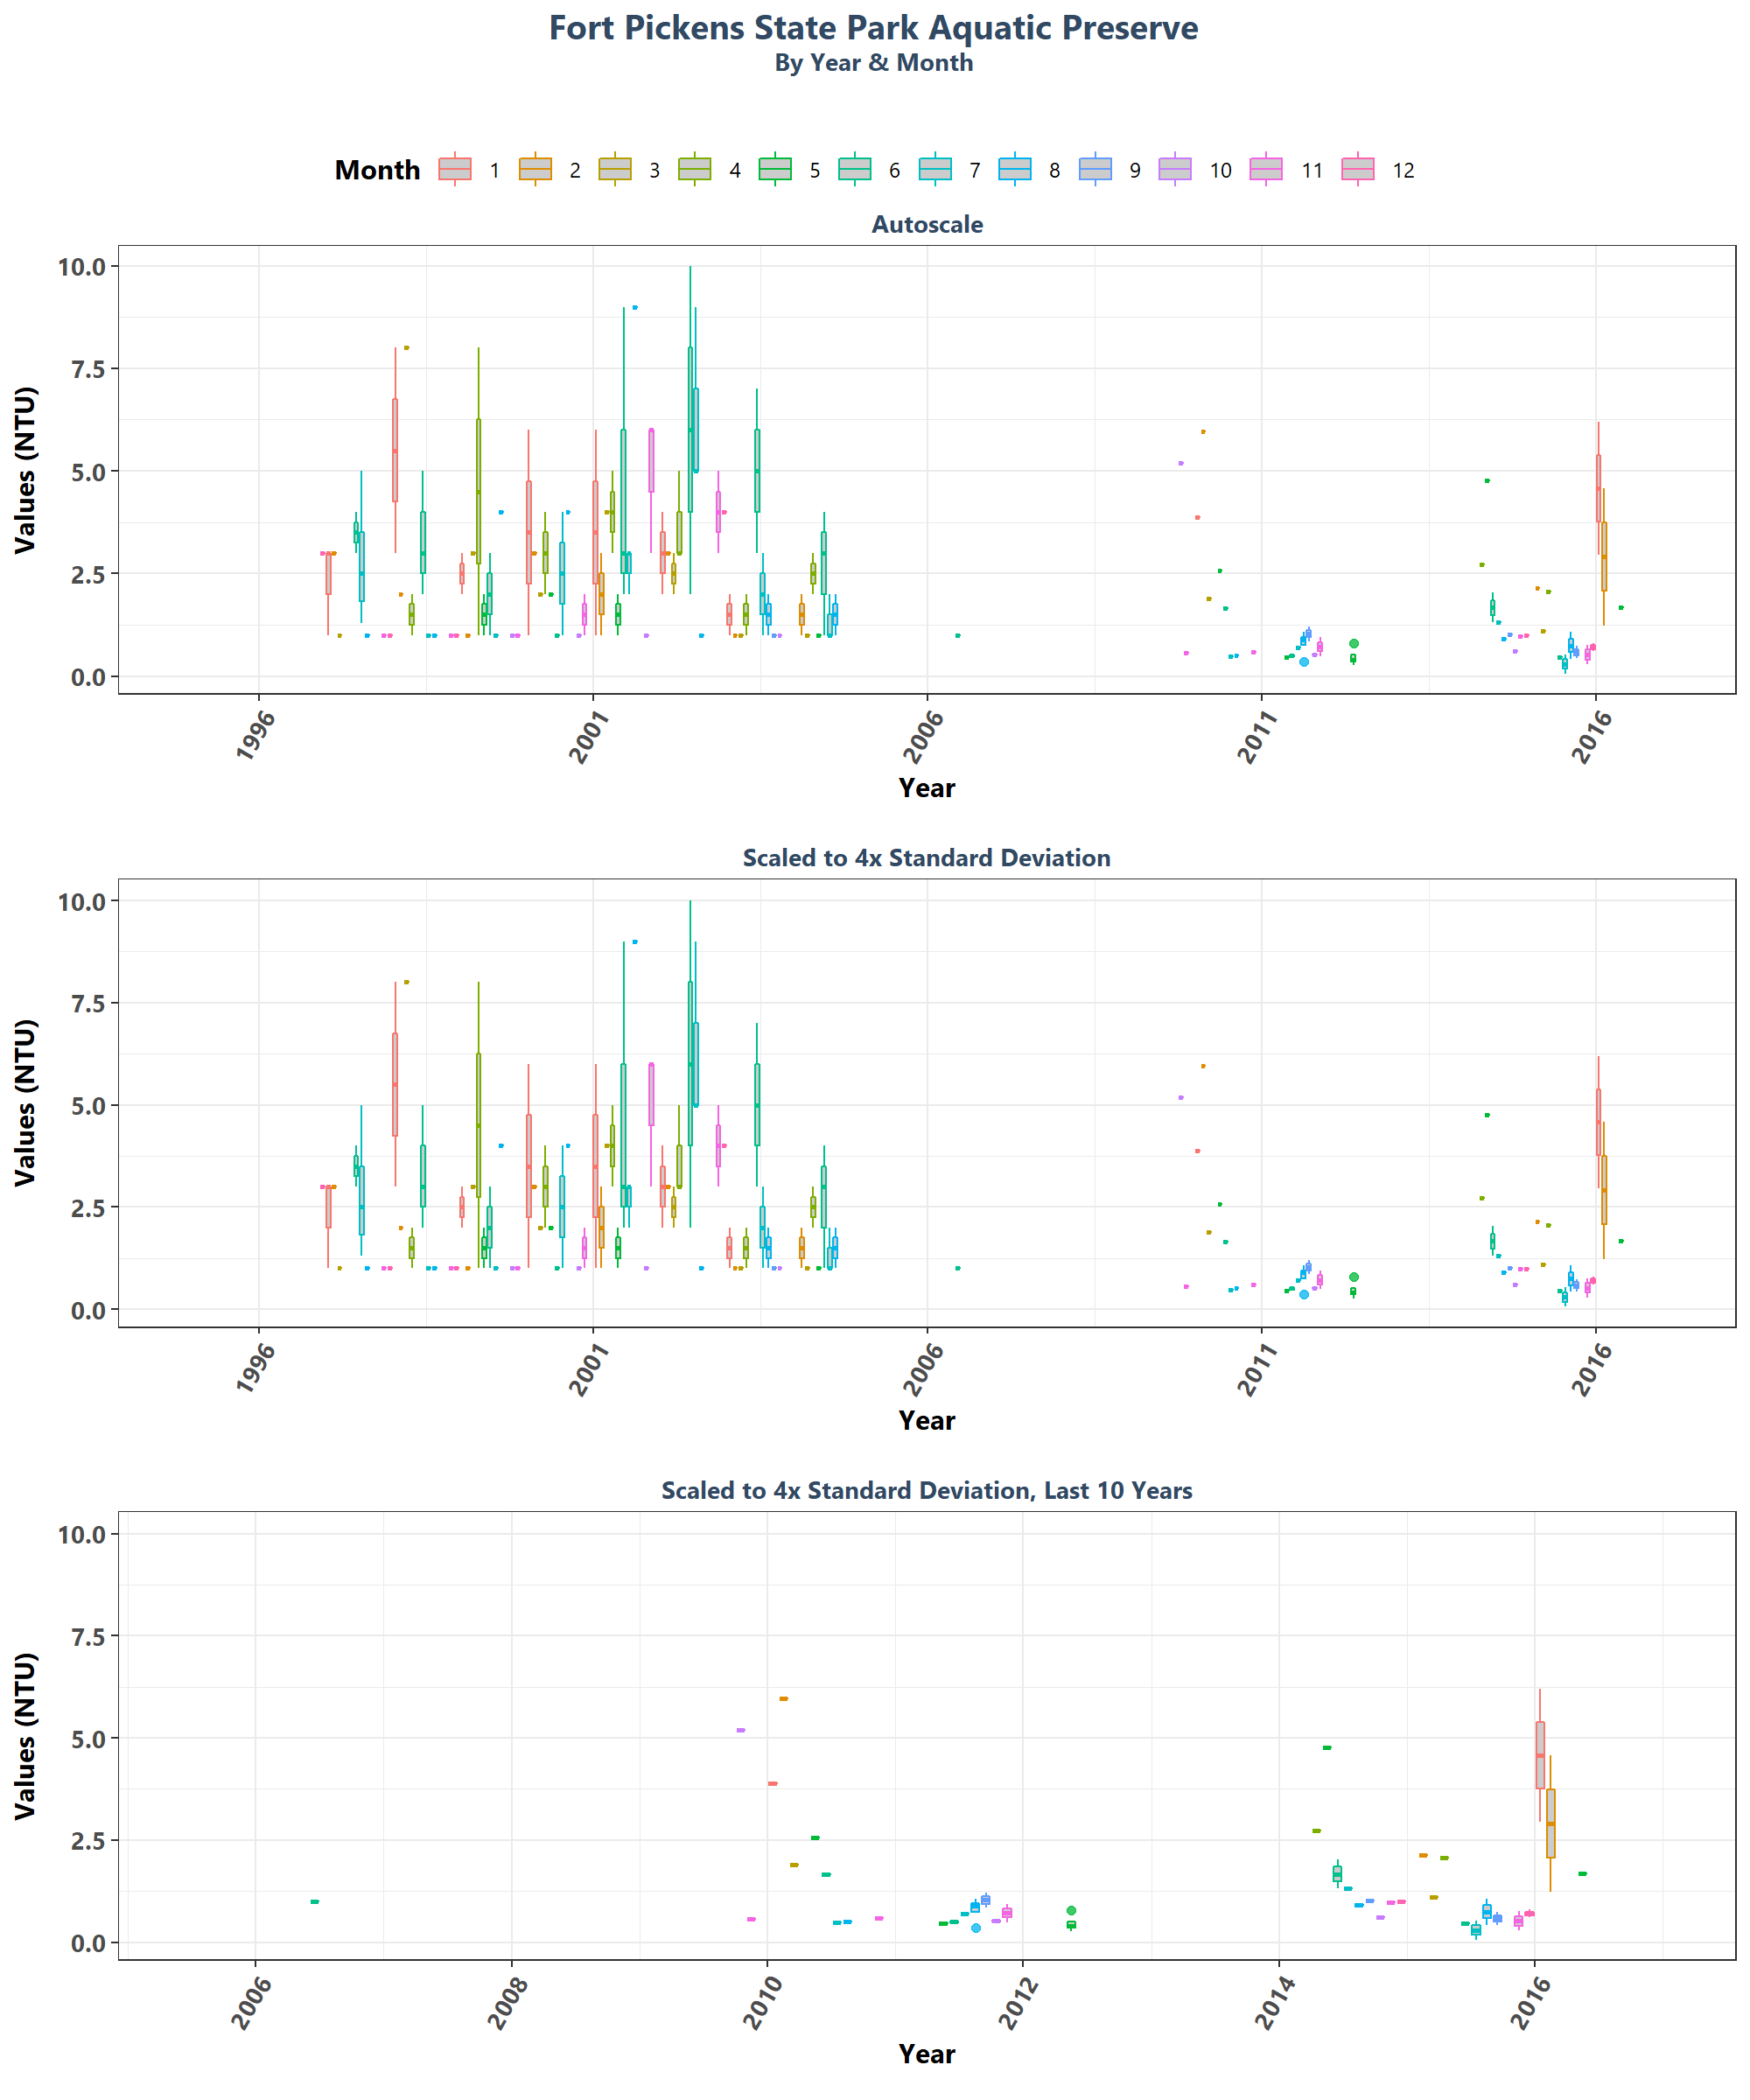 Fort Pickens State Park Aquatic Preserve
By Year & Month
Month 1 2 3 4 5 6 7 8 9 10 11 12
Autoscale
Values (NTU)
10.0
7.5
5.0
2.5
0.0
1996 2001 2006 2011 2016
Year
Scaled to 4x Standard Deviation
Values (NTU)
10.0
7.5
5.0
2.5
0.0
1996 2001 2006 2011 2016
Year
Scaled to 4x Standard Deviation, Last 10 Years
Values (NTU)
10.0
7.5
5.0
2.5
0.0
2006 2008 2010 2012 2014 2016
Year